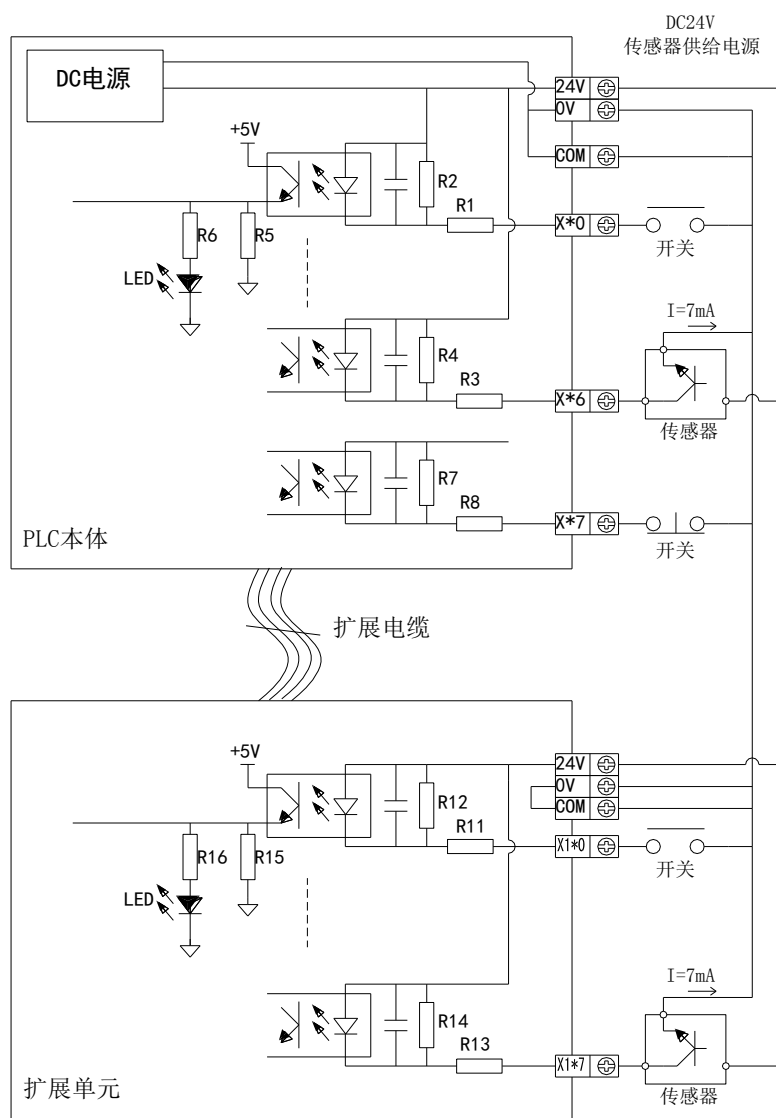 DC24V
传感器供给电源
DC电源
24V
0V
+5V
COM
R2
R1
X*0
R6
R5
开关
LED
I=7mA
R4
R3
X*6
传感器
R7
R8
X*7
PLC本体
开关
扩展电缆
+5V
24V
0V
R12
COM
R11
X1*0
R16
R15
开关
LED
I=7mA
R14
R13
X1*7
扩展单元
传感器